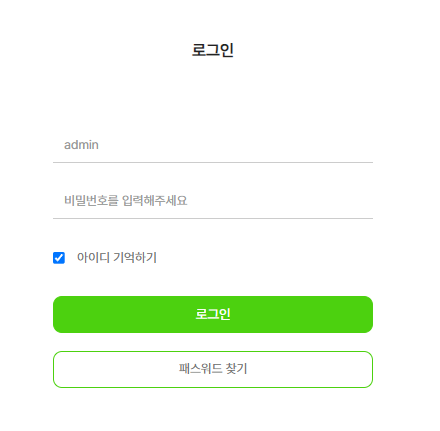 로그인
admin
비밀번호를 입력해주세요
아이디 기억하기
로그인
패스워드 찾기